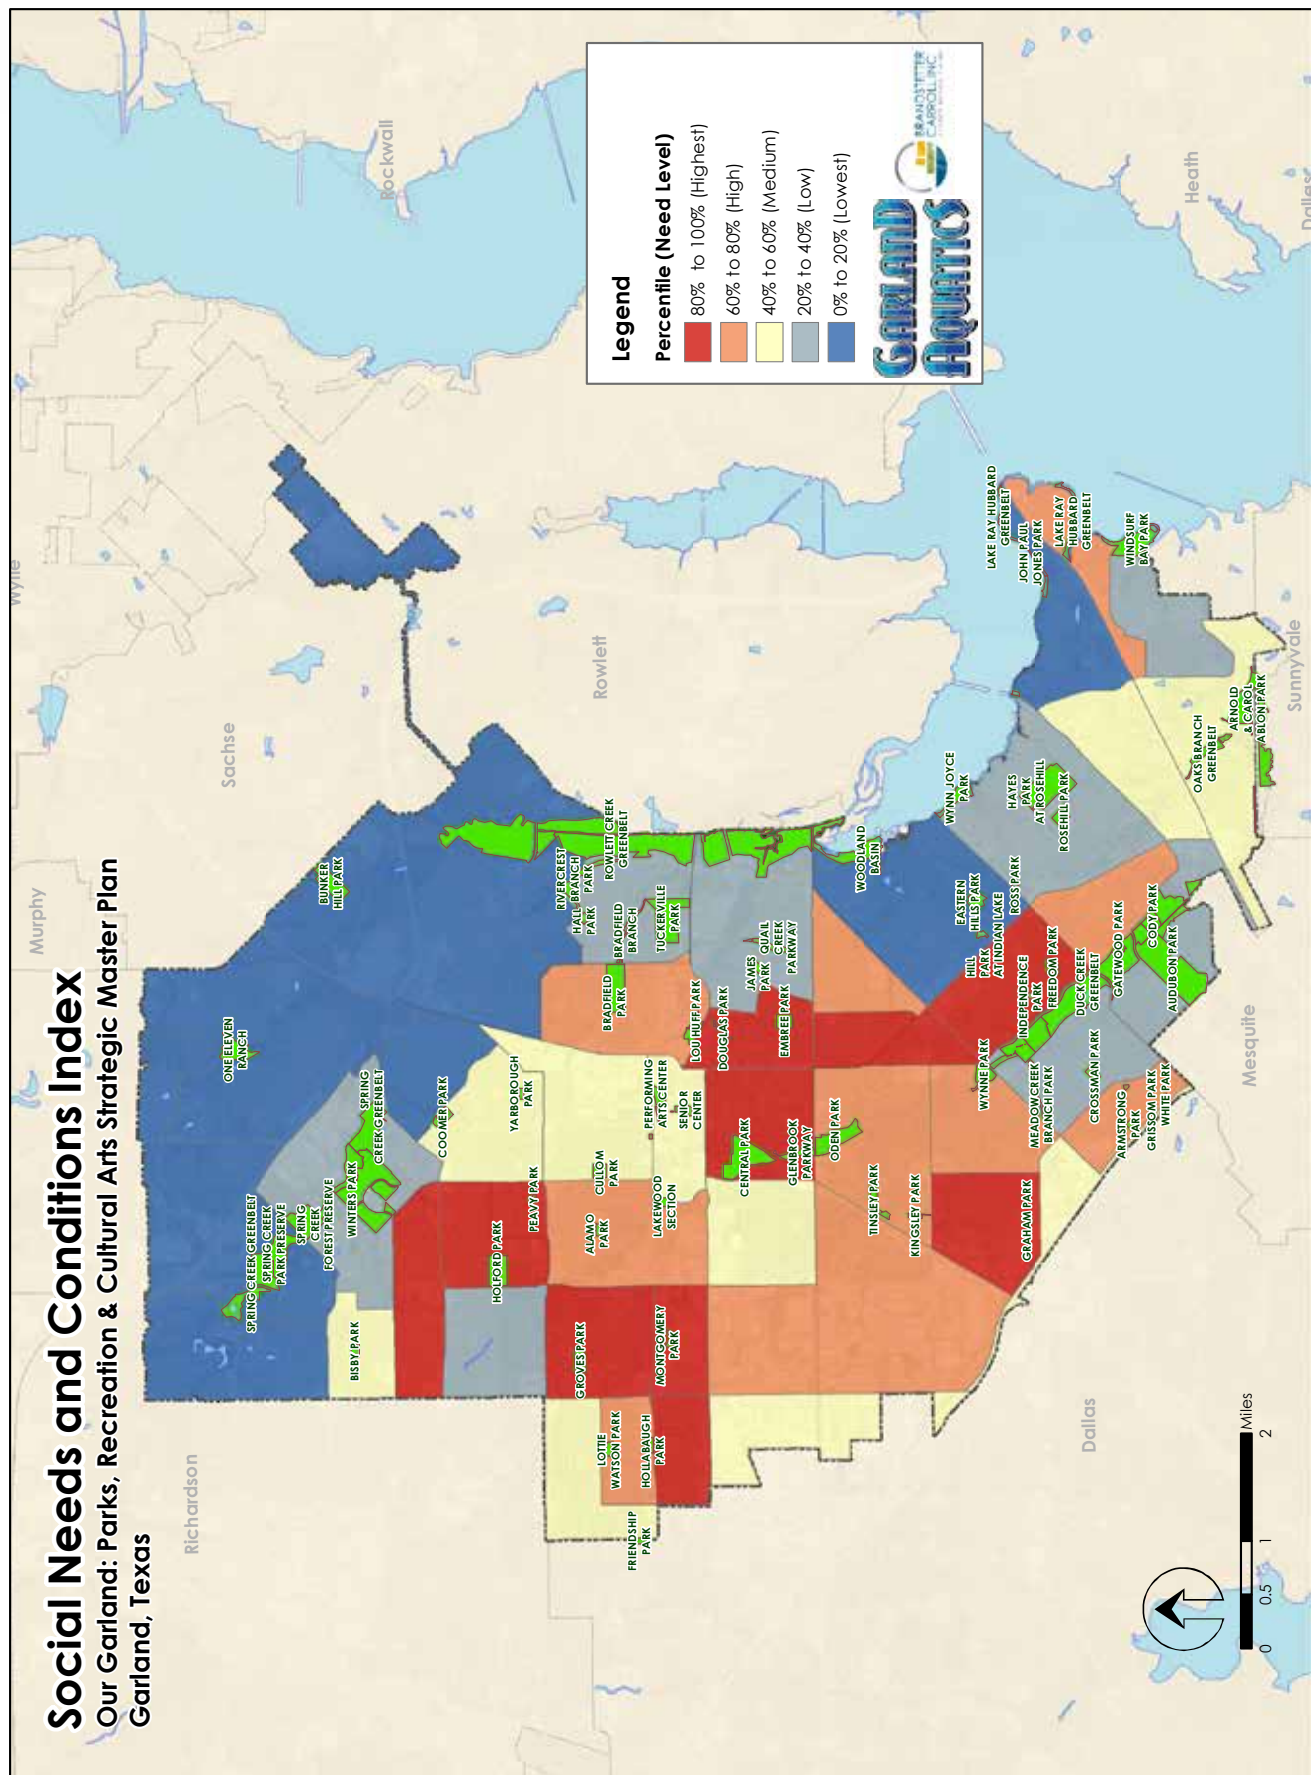 Social Needs and Conditions Index
Our Garland: Parks, Recreation & Cultural Arts Strategic Master Plan
Garland, Texas
Legend
Percentile (Need Level)
80% to 100% (Highest)
60% to 80% (High)
40% to 60% (Medium)
20% to 40% (Low)
0% to 20% (Lowest)
GARLAND
AQUATICS
BRANDSTETTER
CARROLL INC
Richardson
Murphy
Sachse
Wylie
Rowlett
Rockwall
Heath
Dallas
Sunnyvale
Mesquite
Dallas
ONE ELEVEN
RANCH
BUNKER
HILL PARK
SPRING CREEK GREENBELT
SPRING CREEK
PARK PRESERVE
SPRING
CREEK
FOREST PRESERVE
WINTERS PARK
SPRING
CREEK GREENBELT
BISBY PARK
COOMER PARK
YARBOROUGH
PARK
HOLFORD PARK
PEAVY PARK
RIVERCREST
HALL BRANCH
PARK
PARK
ROWLETT CREEK
GREENBELT
BRADFIELD
BRANCH
BRADFIELD
PARK
TUCKERVILLE
PARK
GROVES PARK
ALAMO
PARK
CULLOM
PARK
LOTTIE
WATSON PARK
HOLLABAUGH
PARK
FRIENDSHIP
PARK
MONTGOMERY
PARK
LAKEWOOD
SECTION
PERFORMING
ARTS CENTER
SENIOR
CENTER
LOU HUFF PARK
DOUGLAS PARK
JAMES
PARK
QUAIL
CREEK
PARKWAY
EMBREE PARK
CENTRAL PARK
GLENBROOK
PARKWAY
ODEN PARK
WOODLAND
BASIN
TINSLEY PARK
KINGSLEY PARK
GRAHAM PARK
WYNN JOYCE
PARK
EASTERN
HILLS PARK
HILL
PARK
AT INDIAN LAKE
ROSS PARK
HAYES
PARK
AT ROSEHILL
ROSEHILL PARK
WYNNE PARK
INDEPENDENCE
PARK
FREEDOM PARK
DUCK CREEK
GREENBELT
MEADOWCREEK
BRANCH PARK
CROSSMAN PARK
GATEWOOD PARK
CODY PARK
AUDUBON PARK
ARMSTRONG
PARK
GRISSOM PARK
WHITE PARK
LAKE RAY HUBBARD
GREENBELT
JOHN PAUL
JONES PARK
LAKE RAY
HUBBARD
GREENBELT
WINDSURF
BAY PARK
OAKS BRANCH
GREENBELT
ARNOLD
& CAROL
ABLON PARK
0 0.5 1 2
Miles